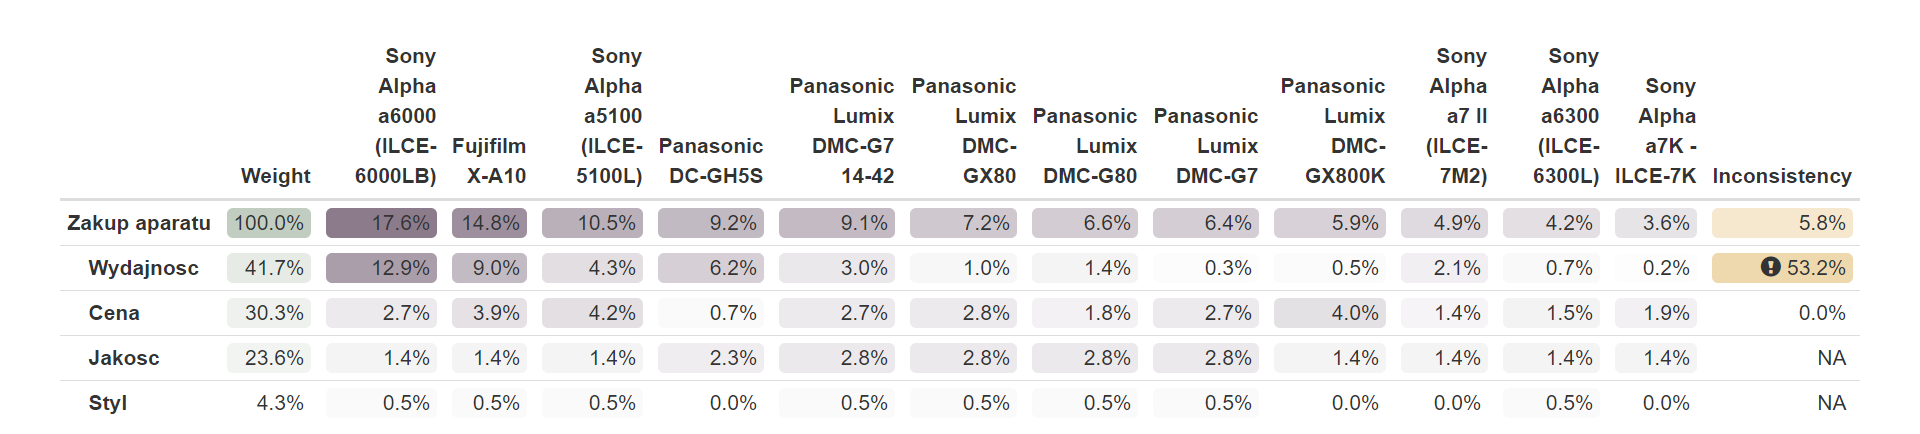 Weight Sony Alpha a6000 (ILCE-6000LB) Fujifilm X-A10 Sony Alpha a5100 (ILCE-5100L) Panasonic DC-GH5S Panasonic Lumix DMC-G7 14-42 Panasonic Lumix DMC-GX80 Panasonic Lumix DMC-G80 Panasonic Lumix DMC-G7 Panasonic Lumix DMC-GX800K Sony Alpha a7 II (ILCE-7M2) Sony Alpha a6300 (ILCE-6300L) Sony Alpha a7K - ILCE-7K Inconsistency
Zakup aparatu 100.0% 17.6% 14.8% 10.5% 9.2% 9.1% 7.2% 6.6% 6.4% 5.9% 4.9% 4.2% 3.6% 5.8%
Wydajnosc 41.7% 12.9% 9.0% 4.3% 6.2% 3.0% 1.0% 1.4% 0.3% 0.5% 2.1% 0.7% 0.2% 53.2%
Cena 30.3% 2.7% 3.9% 4.2% 0.7% 2.7% 2.8% 1.8% 2.7% 4.0% 1.4% 1.5% 1.9% 0.0%
Jakosc 23.6% 1.4% 1.4% 1.4% 2.3% 2.8% 2.8% 2.8% 2.8% 1.4% 1.4% 1.4% 1.4% NA
Styl 4.3% 0.5% 0.5% 0.5% 0.0% 0.5% 0.5% 0.5% 0.5% 0.0% 0.0% 0.5% 0.0% NA